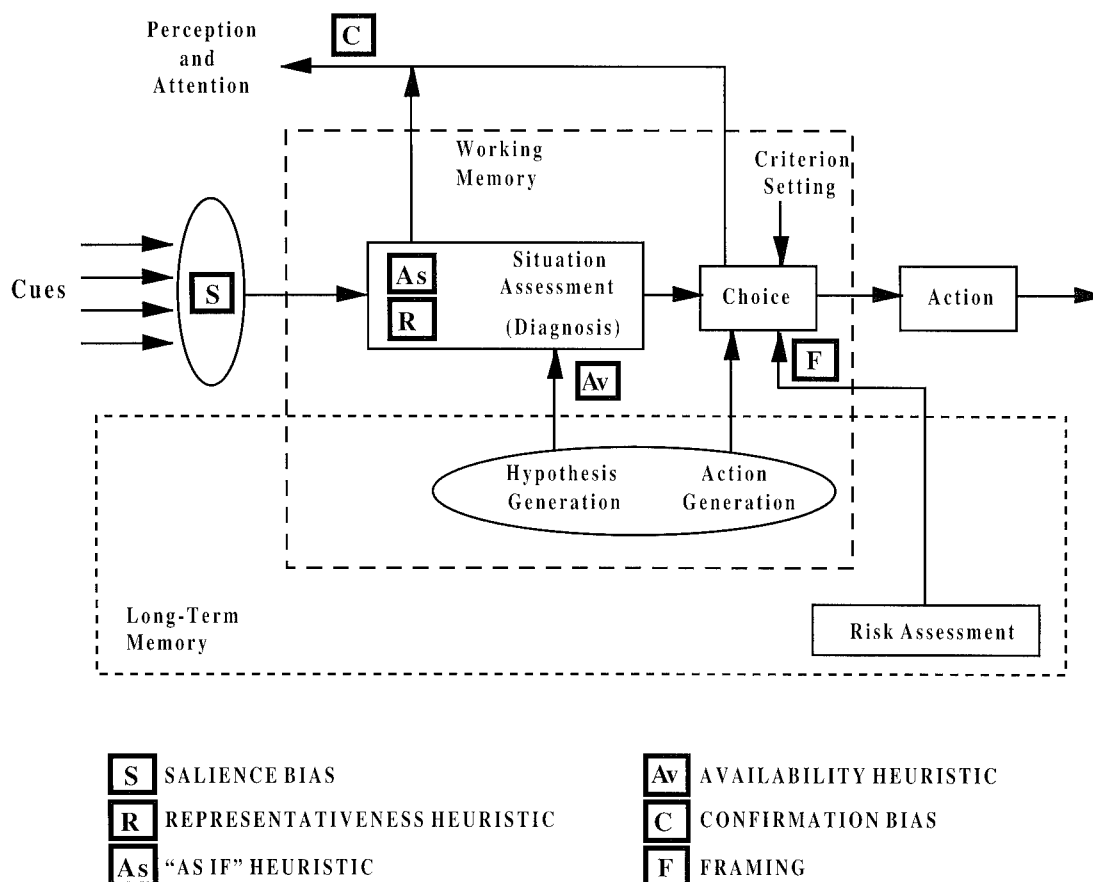 Perception
and
Attention
C
Working
Memory
Criterion
Setting
Cues
S
As
R
Situation
Assessment
(Diagnosis)
Choice
Action
Av
F
Hypothesis
Generation
Action
Generation
Long-Term
Memory
Risk Assessment
S SALIENCE BIAS
R REPRESENTATIVENESS HEURISTIC
As "AS IF" HEURISTIC
Av AVAILABILITY HEURISTIC
C CONFIRMATION BIAS
F FRAMING